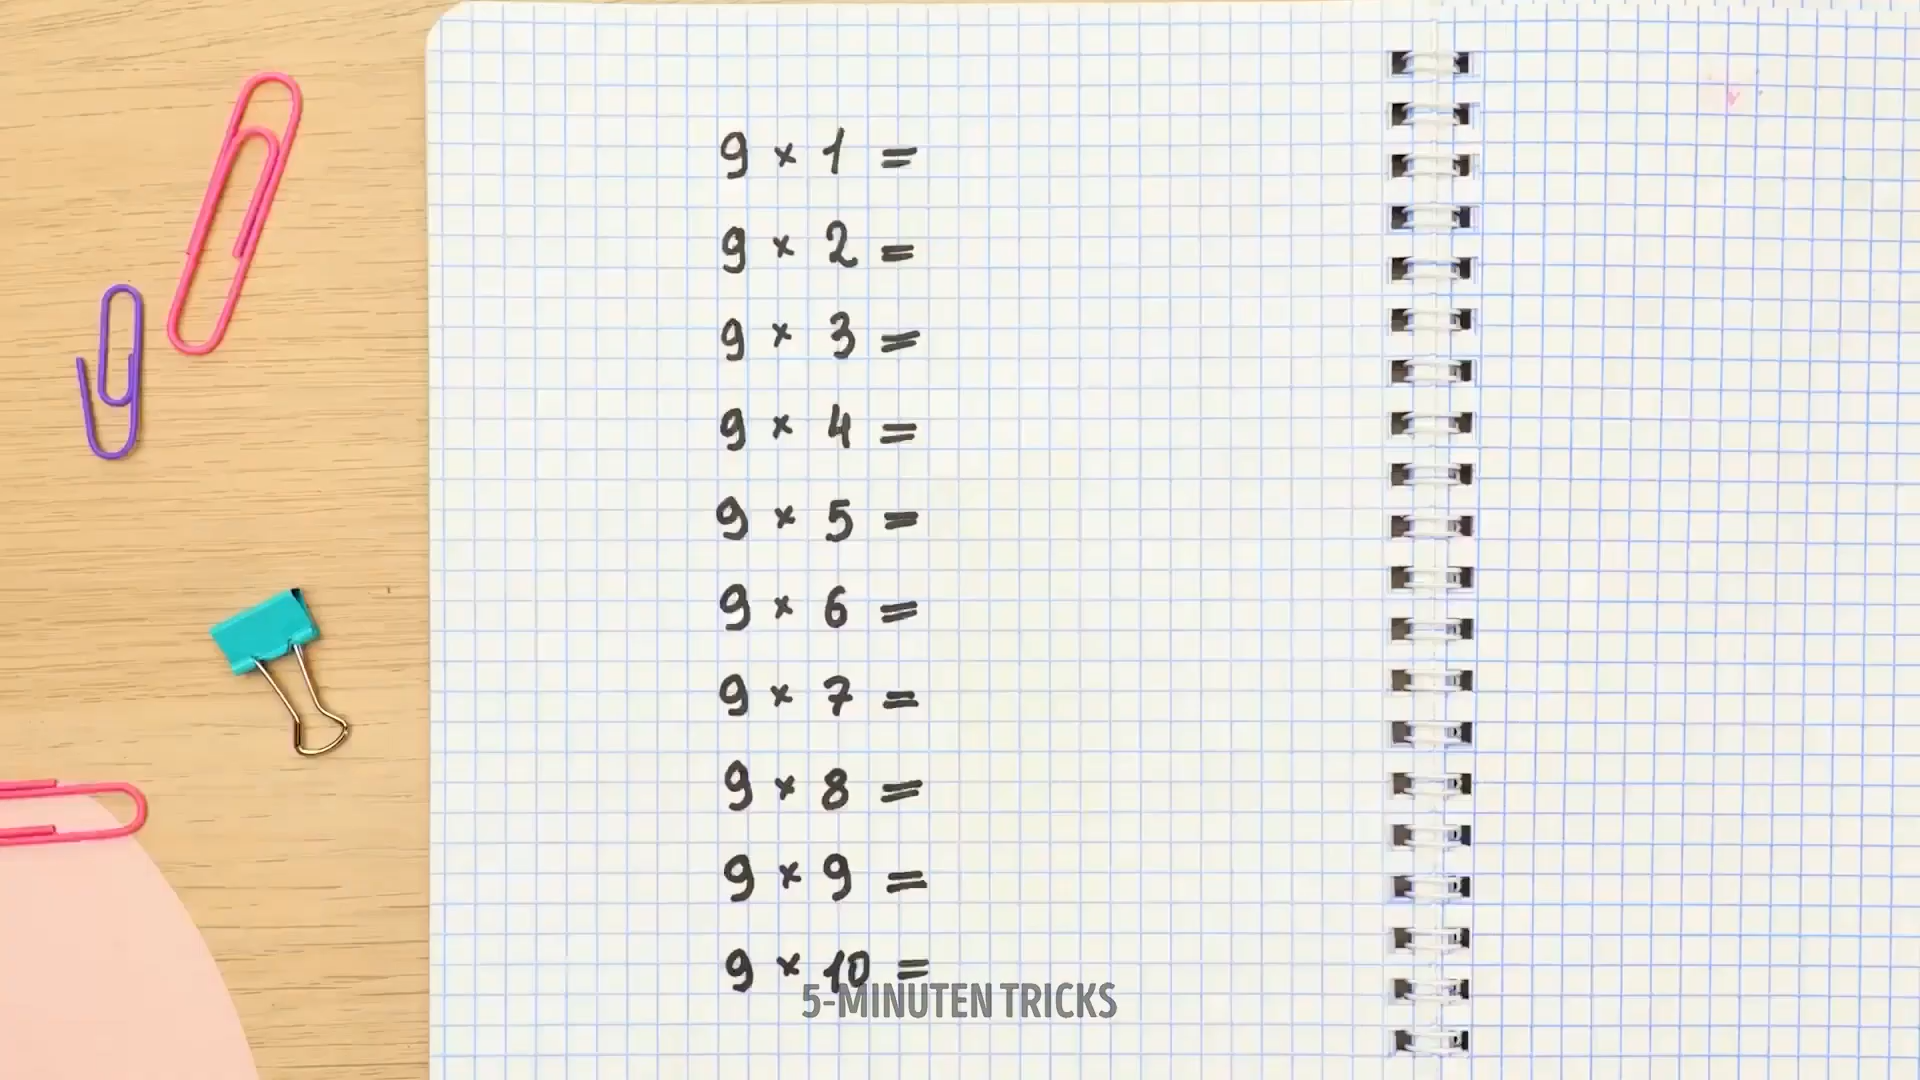 9 × 1 =
9 × 2 =
9 × 3 =
9 × 4 =
9 × 5 =
9 × 6 =
9 × 7 =
9 × 8 =
9 × 9 =
9 × 10 =
5-MINUTEN TRICKS